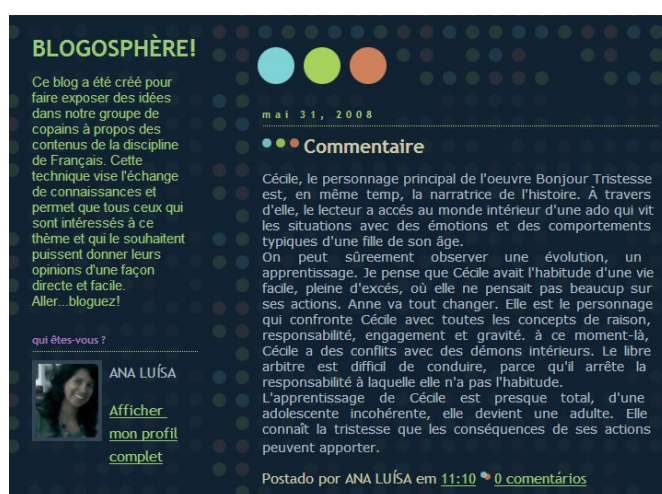 BLOGOSPHÈRE!
Ce blog a été créé pour
faire exposer des idées
dans notre groupe de
copains à propos des
contenus de la discipline
de Français. Cette
technique vise l'échange
de connaissances et
permet que tous ceux qui
sont intéressés à ce
thème et qui le souhaitent
puissent donner leurs
opinions d'une façon
directe et facile.
Aller...bloguez!
qui êtes-vous ?
ANA LUÍSA
Afficher
mon profil
complet
mai 31, 2008
Commentaire
Cécile, le personnage principal de l'oeuvre Bonjour Tristesse
est, en même temp, la narratrice de l'histoire. À travers
d'elle, le lecteur a accés au monde intérieur d'une ado qui vit
les situations avec des émotions et des comportements
typiques d'une fille de son âge.
On peut sûreement observer une évolution, un
apprentissage. Je pense que Cécile avait l'habitude d'une vie
facile, pleine d'excés, où elle ne pensait pas beaucup sur
ses actions. Anne va tout changer. Elle est le personnage
qui confronte Cécile avec toutes les concepts de raison,
responsabilité, engagement et gravité. à ce moment-là,
Cécile a des conflits avec des démons intérieurs. Le libre
arbitre est difficil de conduire, parce qu'il arrête la
responsabilité à laquelle elle n'a pas l'habitude.
L'apprentissage de Cécile est presque total, d'une
adolescente incohérente, elle devient une adulte. Elle
connaît la tristesse que les conséquences de ses actions
peuvent apporter.
Postado por ANA LUÍSA em 11:10 0 comentários